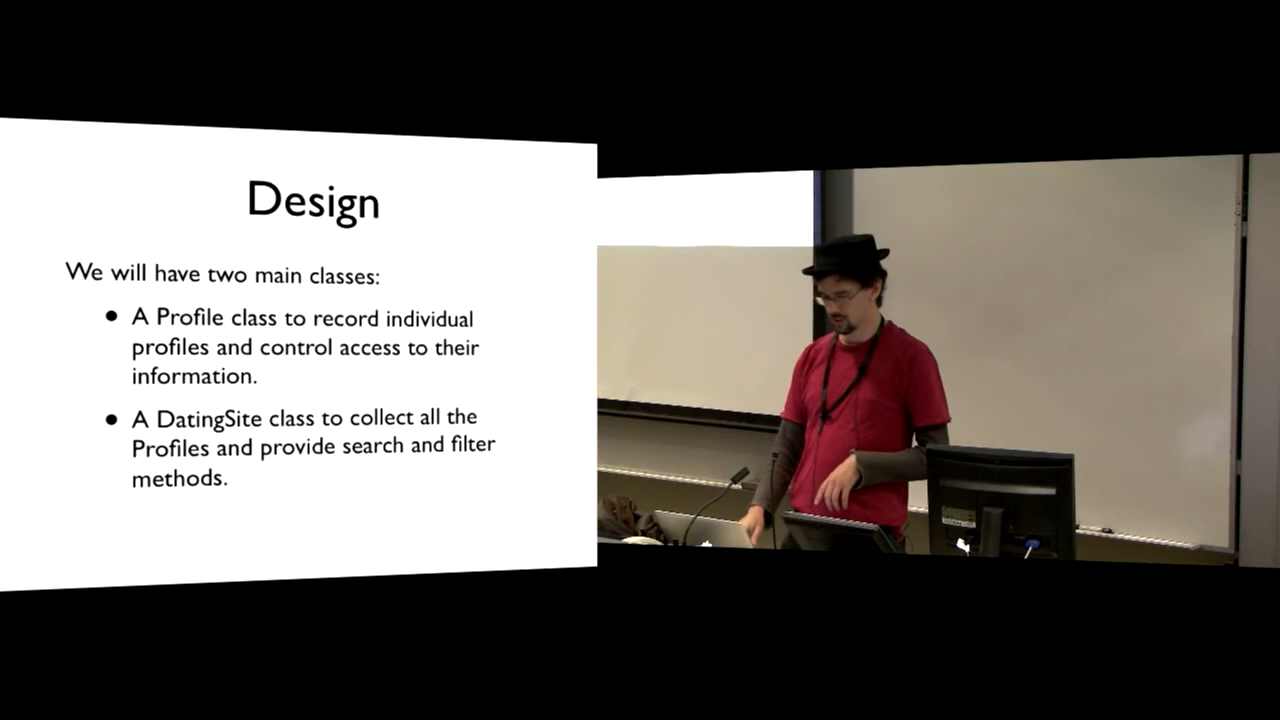 Design
We will have two main classes:
• A Profile class to record individual
profiles and control access to their
information.
• A DatingSite class to collect all the
Profiles and provide search and filter
methods.